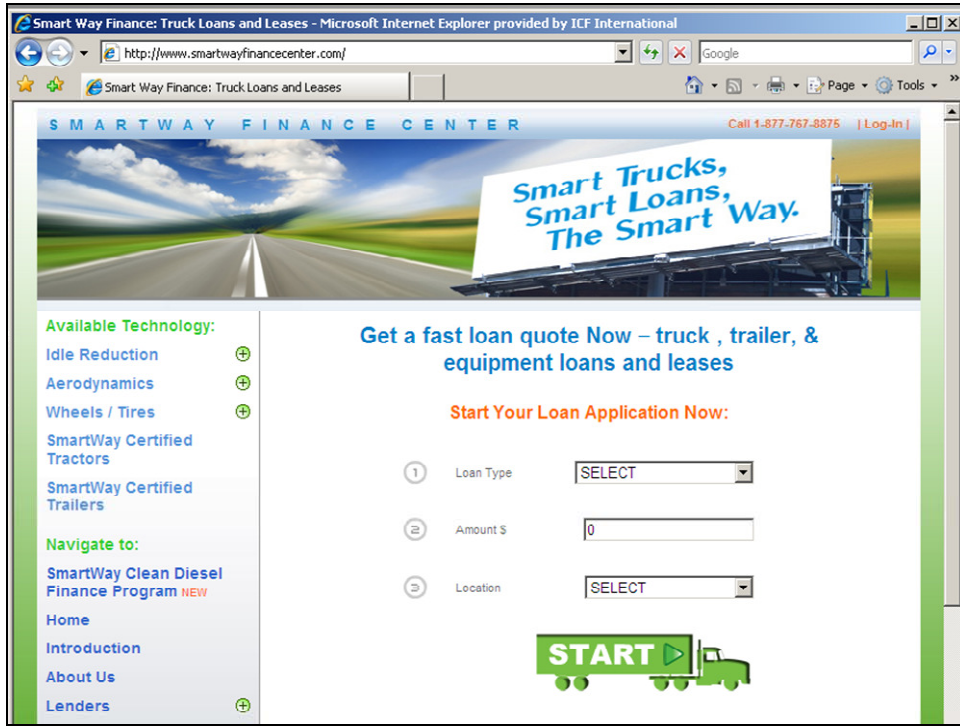 Smart Way Finance: Truck Loans and Leases - Microsoft Internet Explorer provided by ICF International
http://www.smartwayfinancecenter.com/
Google
Smart Way Finance: Truck Loans and Leases
Page
Tools
SMARTWAY FINANCE CENTER
Call 1-877-767-8875 | Log-In |
Smart Trucks,
Smart Loans,
The Smart Way.
Available Technology:
Idle Reduction
Aerodynamics
Wheels / Tires
SmartWay Certified
Tractors
SmartWay Certified
Trailers
Navigate to:
SmartWay Clean Diesel
Finance Program NEW
Home
Introduction
About Us
Lenders
Get a fast loan quote Now – truck , trailer, &
equipment loans and leases
Start Your Loan Application Now:
1 Loan Type SELECT
2 Amount $ 0
3 Location SELECT
START